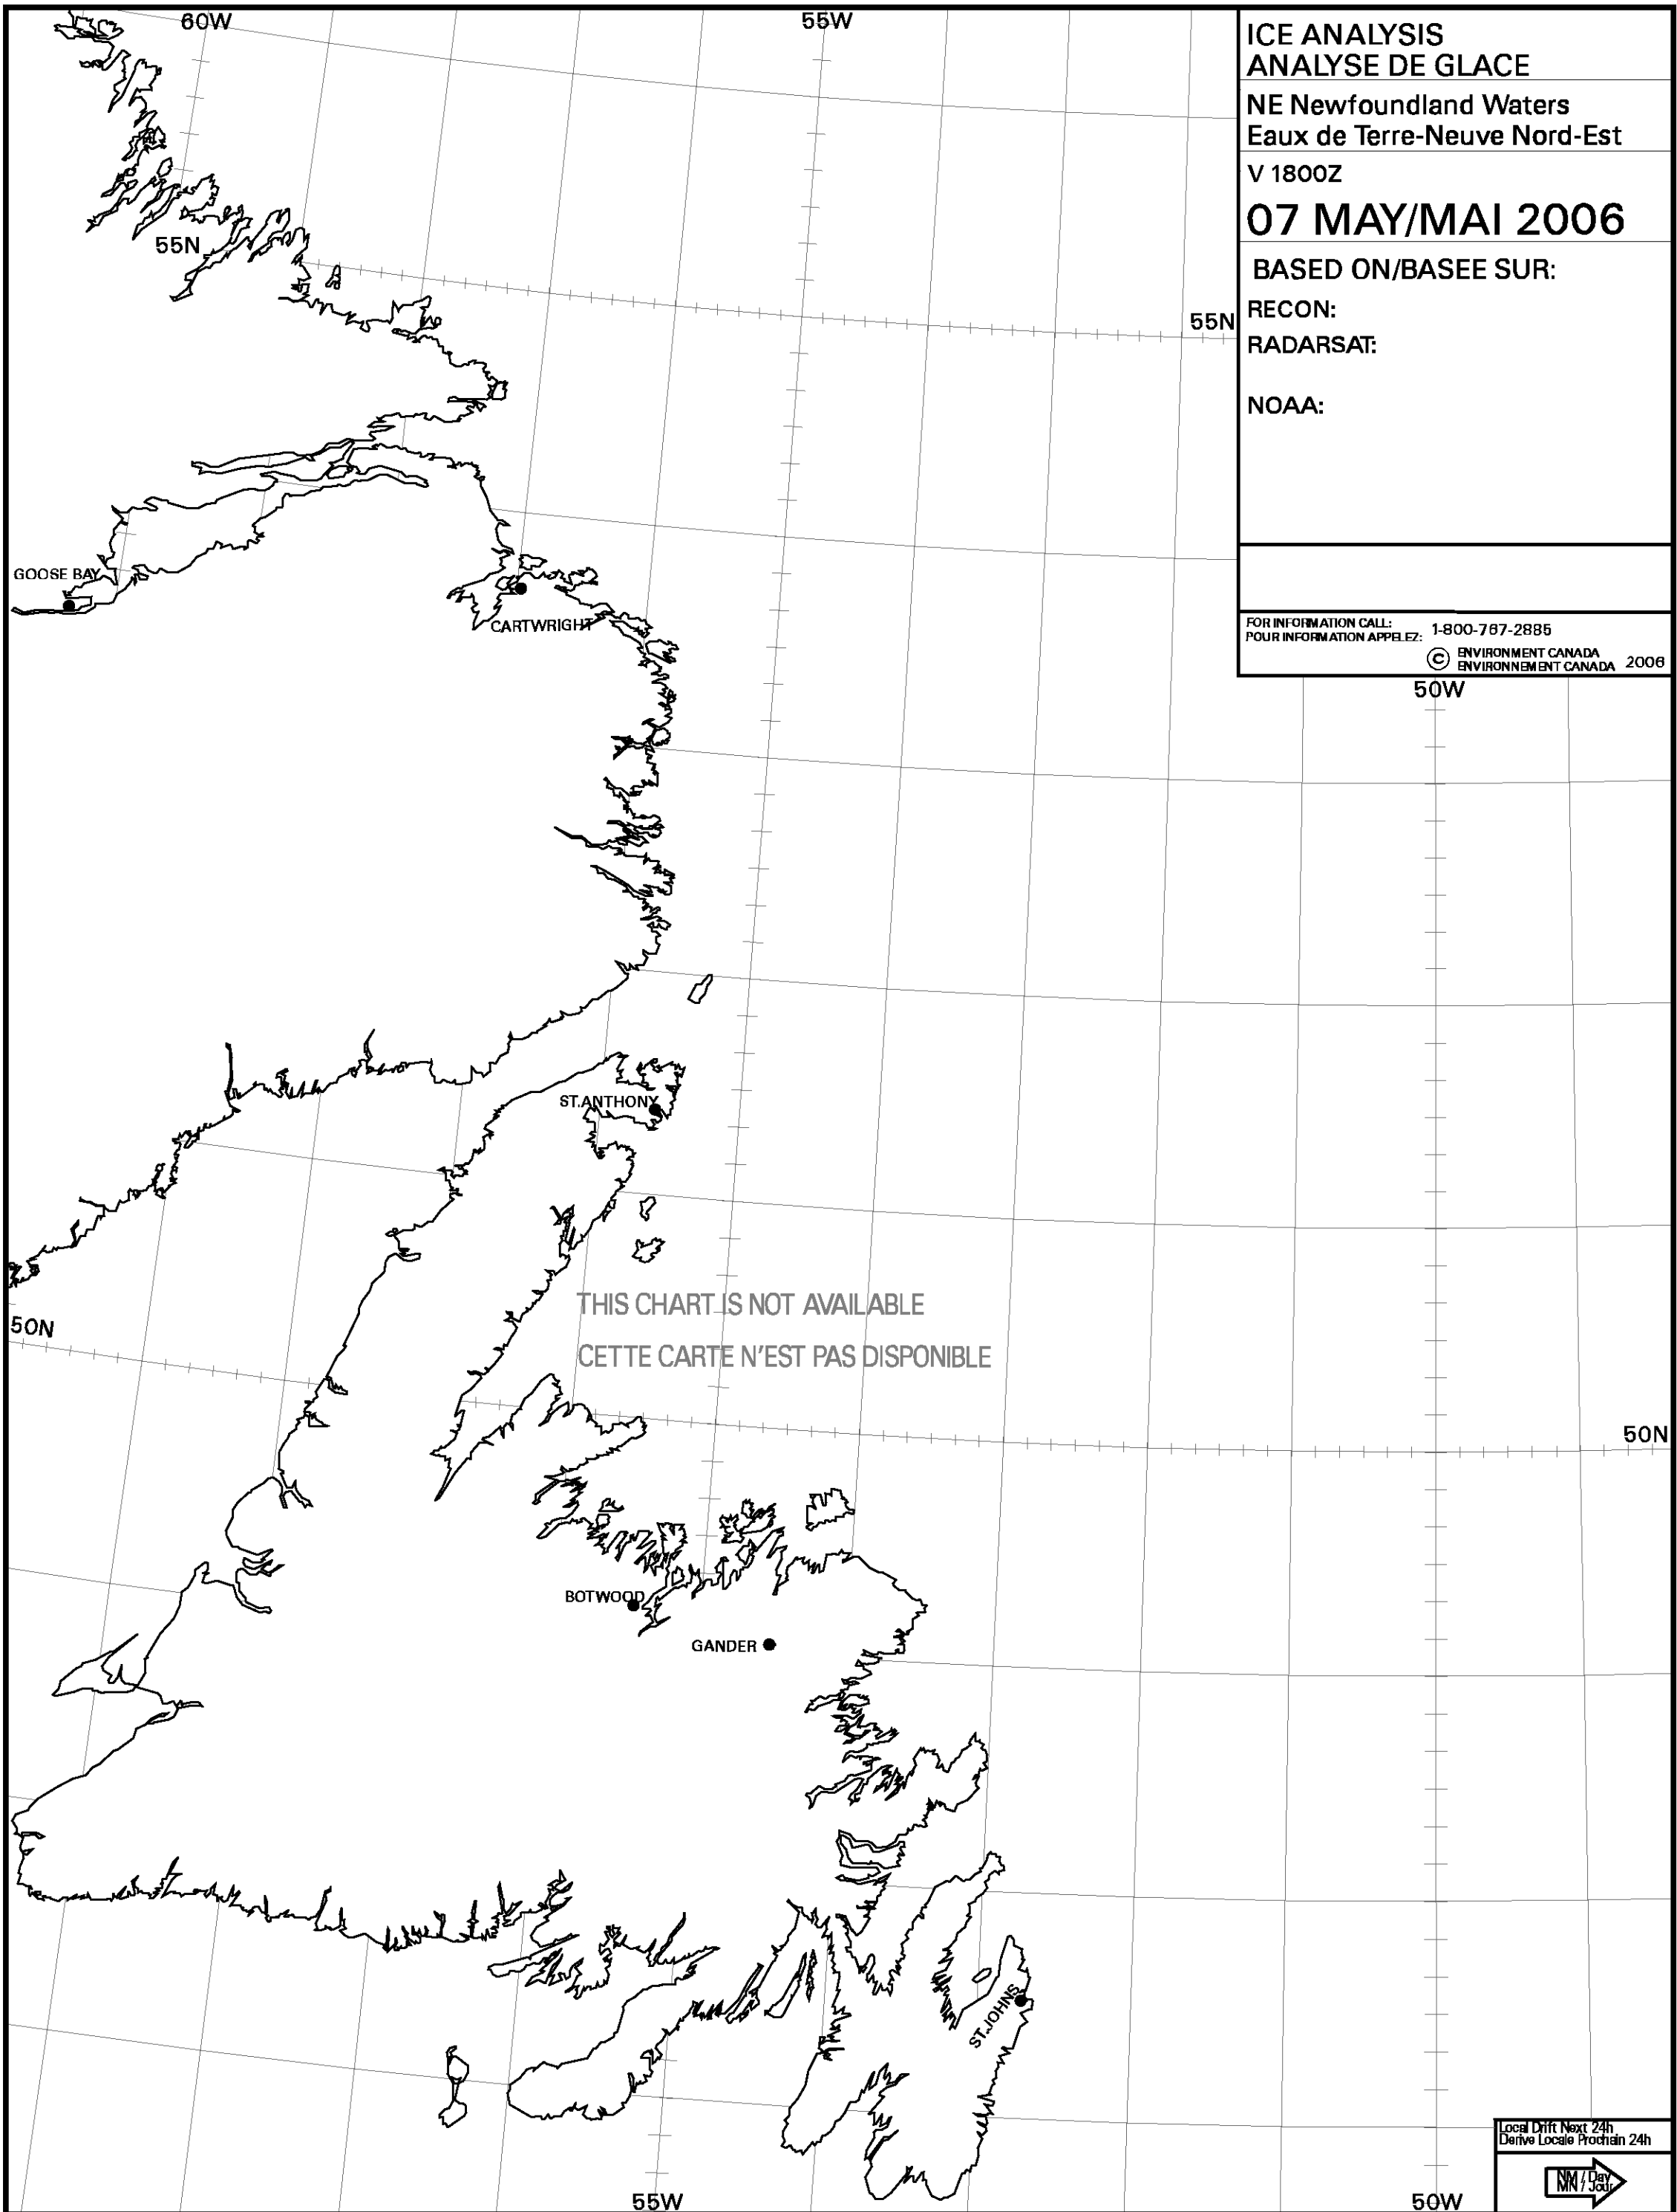 60W
55W
ICE ANALYSIS
ANALYSE DE GLACE
NE Newfoundland Waters
Eaux de Terre-Neuve Nord-Est
V 1800Z
07 MAY/MAI 2006
BASED ON/BASEE SUR:
RECON:
RADARSAT:
NOAA:
55N
55N
GOOSE BAY
CARTWRIGHT
FOR INFORMATION CALL:
POUR INFORMATION APPELEZ: 1-800-767-2885
© ENVIRONMENT CANADA
ENVIRONNEMENT CANADA 2006
50W
ST.ANTHONY
THIS CHART IS NOT AVAILABLE
CETTE CARTE N'EST PAS DISPONIBLE
50N
50N
BOTWOOD
GANDER
ST.JOHNS
Local Drift Next 24h
Derive Locale Prochain 24h
NM / Day
MN / Jour
55W
50W